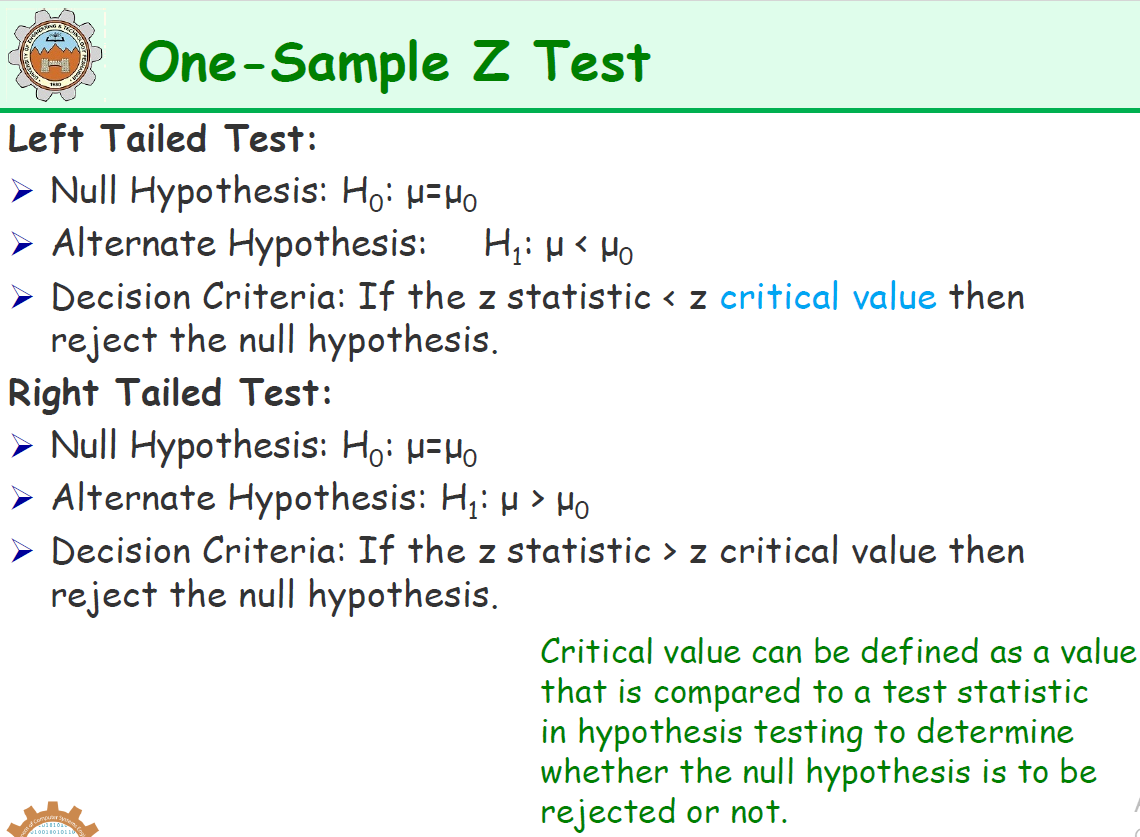 One-Sample Z Test
Left Tailed Test:
➤ Null Hypothesis: H₀: μ=μ₀
➤ Alternate Hypothesis: H₁: μ < μ₀
➤ Decision Criteria: If the z statistic < z critical value then
reject the null hypothesis.
Right Tailed Test:
➤ Null Hypothesis: H₀: μ=μ₀
➤ Alternate Hypothesis: H₁: μ > μ₀
➤ Decision Criteria: If the z statistic > z critical value then
reject the null hypothesis.
Critical value can be defined as a value
that is compared to a test statistic
in hypothesis testing to determine
whether the null hypothesis is to be
rejected or not.